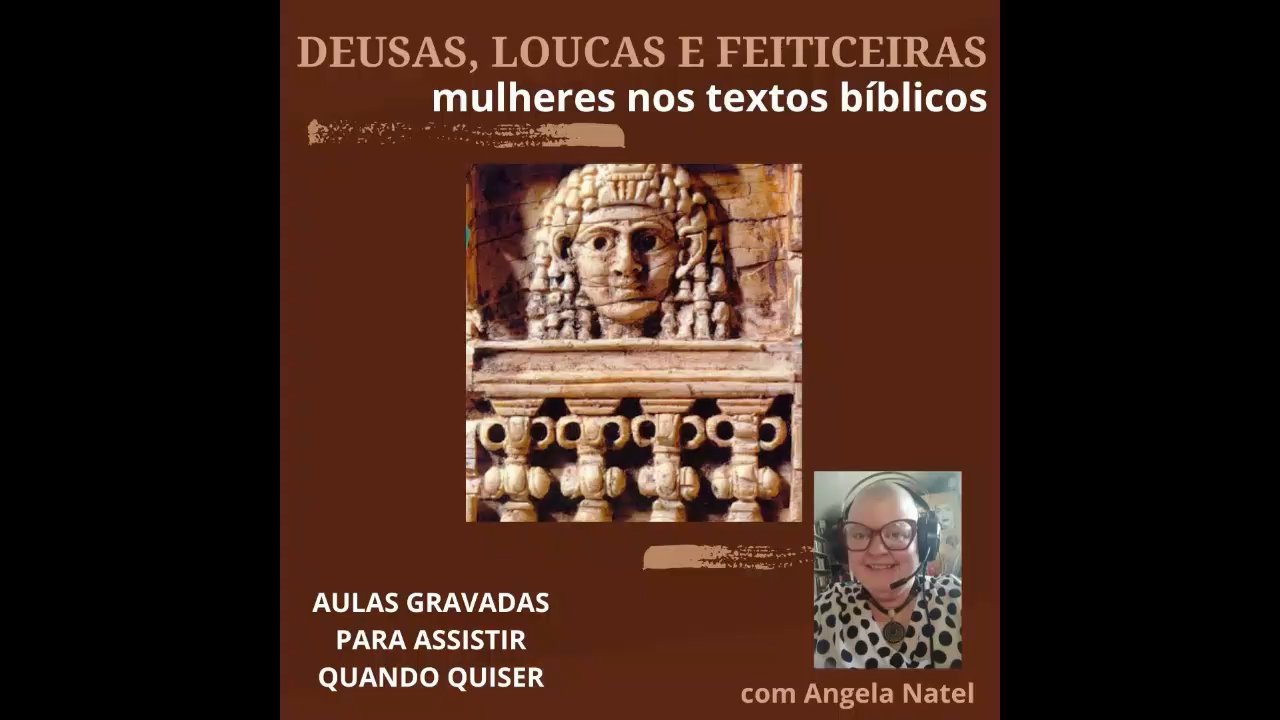 DEUSAS, LOUCAS E FEITICEIRAS
mulheres nos textos bíblicos
AULAS GRAVADAS
PARA ASSISTIR
QUANDO QUISER
com Angela Natel